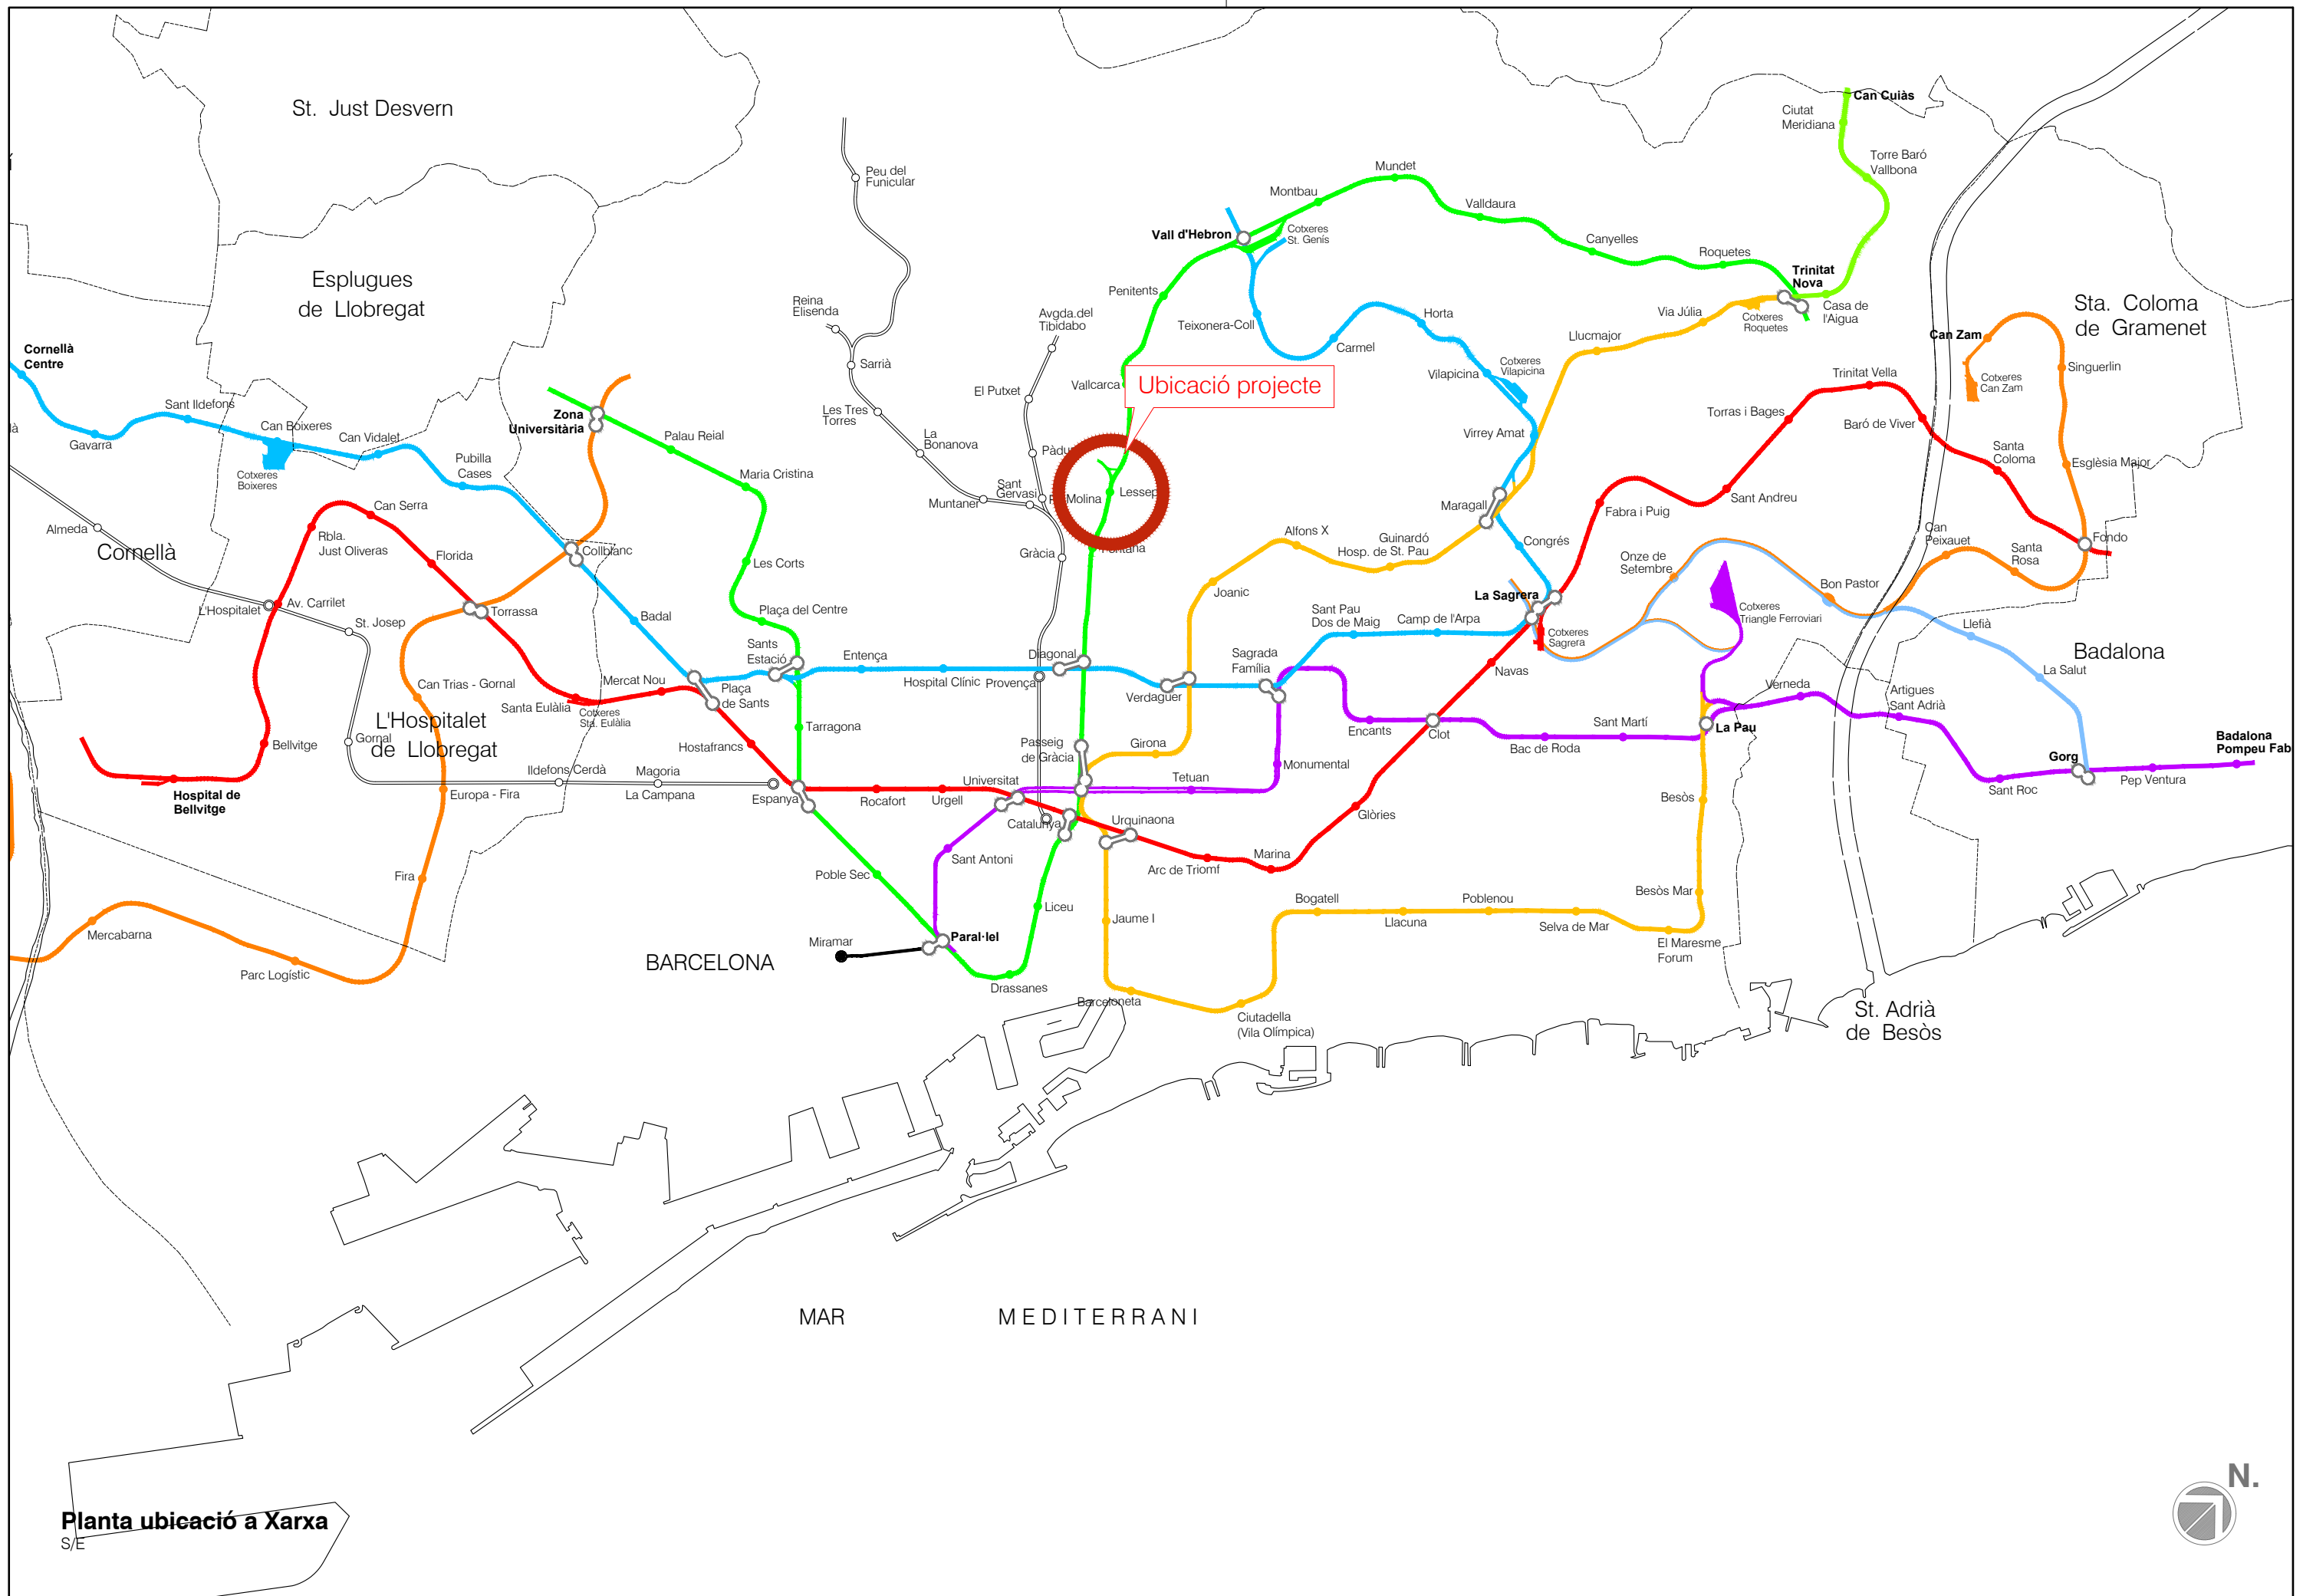 St. Just Desvern
Can Cuiàs
Ciutat
Meridiana
Torre Baró
Vallbona
Peu del
Funicular
Mundet
Montbau
Valldaura
Vall d'Hebron
Cotxeres
St. Genís
Canyelles
Roquetes
Trinitat
Nova
Esplugues
de Llobregat
Reina
Elisenda
Penitents
Avgda.del
Tibidabo
Teixonera-Coll
Horta
Via Júlia
Cotxeres
Roquetes
Casa de
l'Aigua
Sta. Coloma
de Gramenet
Cornellà
Centre
Carmel
Llucmajor
Can Zam
Sarrià
Vilapicina
Cotxeres
Vilapicina
Trinitat Vella
Singuerlin
Cotxeres
Can Zam
Vallcarca
Ubicació projecte
El Putxet
Sant Ildefons
Gavarra
Can Boixeres
Can Vidalet
Zona
Universitària
Les Tres
Torres
Torras i Bages
Baró de Viver
Palau Reial
La
Bonanova
Pàdu
Virrey Amat
Santa
Coloma
Pubilla
Cases
Cotxeres
Boixeres
Maria Cristina
Església Major
Sant
Gervasi
Muntaner
Molina
Lessep
Maragall
Fabra i Puig
Sant Andreu
Can Serra
Almeda
Cornellà
Rbla.
Just Oliveras
Florida
Collblanc
Les Corts
Gràcia
Fontana
Alfons X
Guinardó
Hosp. de St. Pau
Congrés
Onze de
Setembre
Can
Peixauet
Santa
Rosa
Fondo
Bon Pastor
L'Hospitalet
Av. Carrilet
Torrassa
St. Josep
Badal
Plaça del Centre
Joanic
La Sagrera
Cotxeres
Sagrera
Cotxeres
Triangle Ferroviari
Sant Pau
Dos de Maig
Camp de l'Arpa
Llefià
Badalona
Sants
Estació
Entença
Hospital Clínic
Diagonal
Provença
Verdaguer
Sagrada
Família
Navas
La Salut
Can Trias - Gornal
Mercat Nou
Santa Eulàlia
Cotxeres
Sta. Eulàlia
Plaça
de Sants
Verneda
Artigues
Sant Adrià
L'Hospitalet
de Llobregat
Gornal
Bellvitge
Hostafrancs
Tarragona
Passeig
de Gràcia
Girona
Encants
Clot
Bac de Roda
Sant Martí
La Pau
Badalona
Pompeu Fab
Gorg
Pep Ventura
Sant Roc
Ildefons Cerdà
Magoria
La Campana
Hospital de
Bellvitge
Europa - Fira
Espanya
Rocafort
Urgell
Universitat
Tetuan
Monumental
Besòs
Catalunya
Urquinaona
Glòries
Sant Antoni
Arc de Triomf
Marina
Fira
Poble Sec
Liceu
Jaume I
Bogatell
Llacuna
Poblenou
Selva de Mar
Besòs Mar
El Maresme
Forum
Mercabarna
Parc Logístic
BARCELONA
Miramar
Paral·lel
Drassanes
Barceloneta
Ciutadella
(Vila Olímpica)
St. Adrià
de Besòs
MAR MEDITERRANI
N.
Planta ubicació a Xarxa
S/E